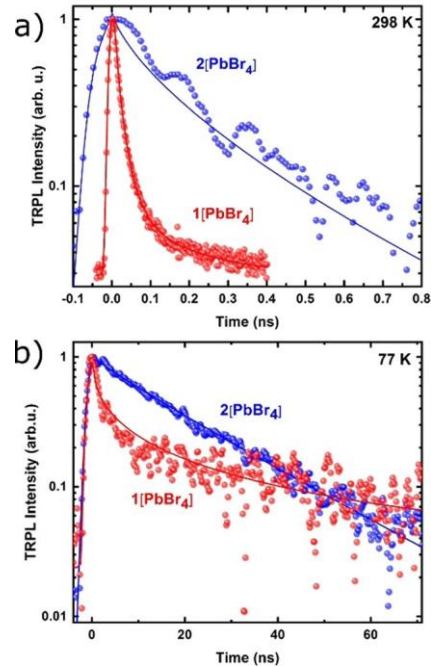 a)
298 K
2[PbBr4]
1[PbBr4]
TRPL Intensity (arb. u.)
1
0.1
-0.1 0.0 0.1 0.2 0.3 0.4 0.5 0.6 0.7 0.8
Time (ns)
b)
77 K
2[PbBr4]
1[PbBr4]
TRPL Intensity (arb.u.)
1
0.1
0.01
0 20 40 60
Time (ns)